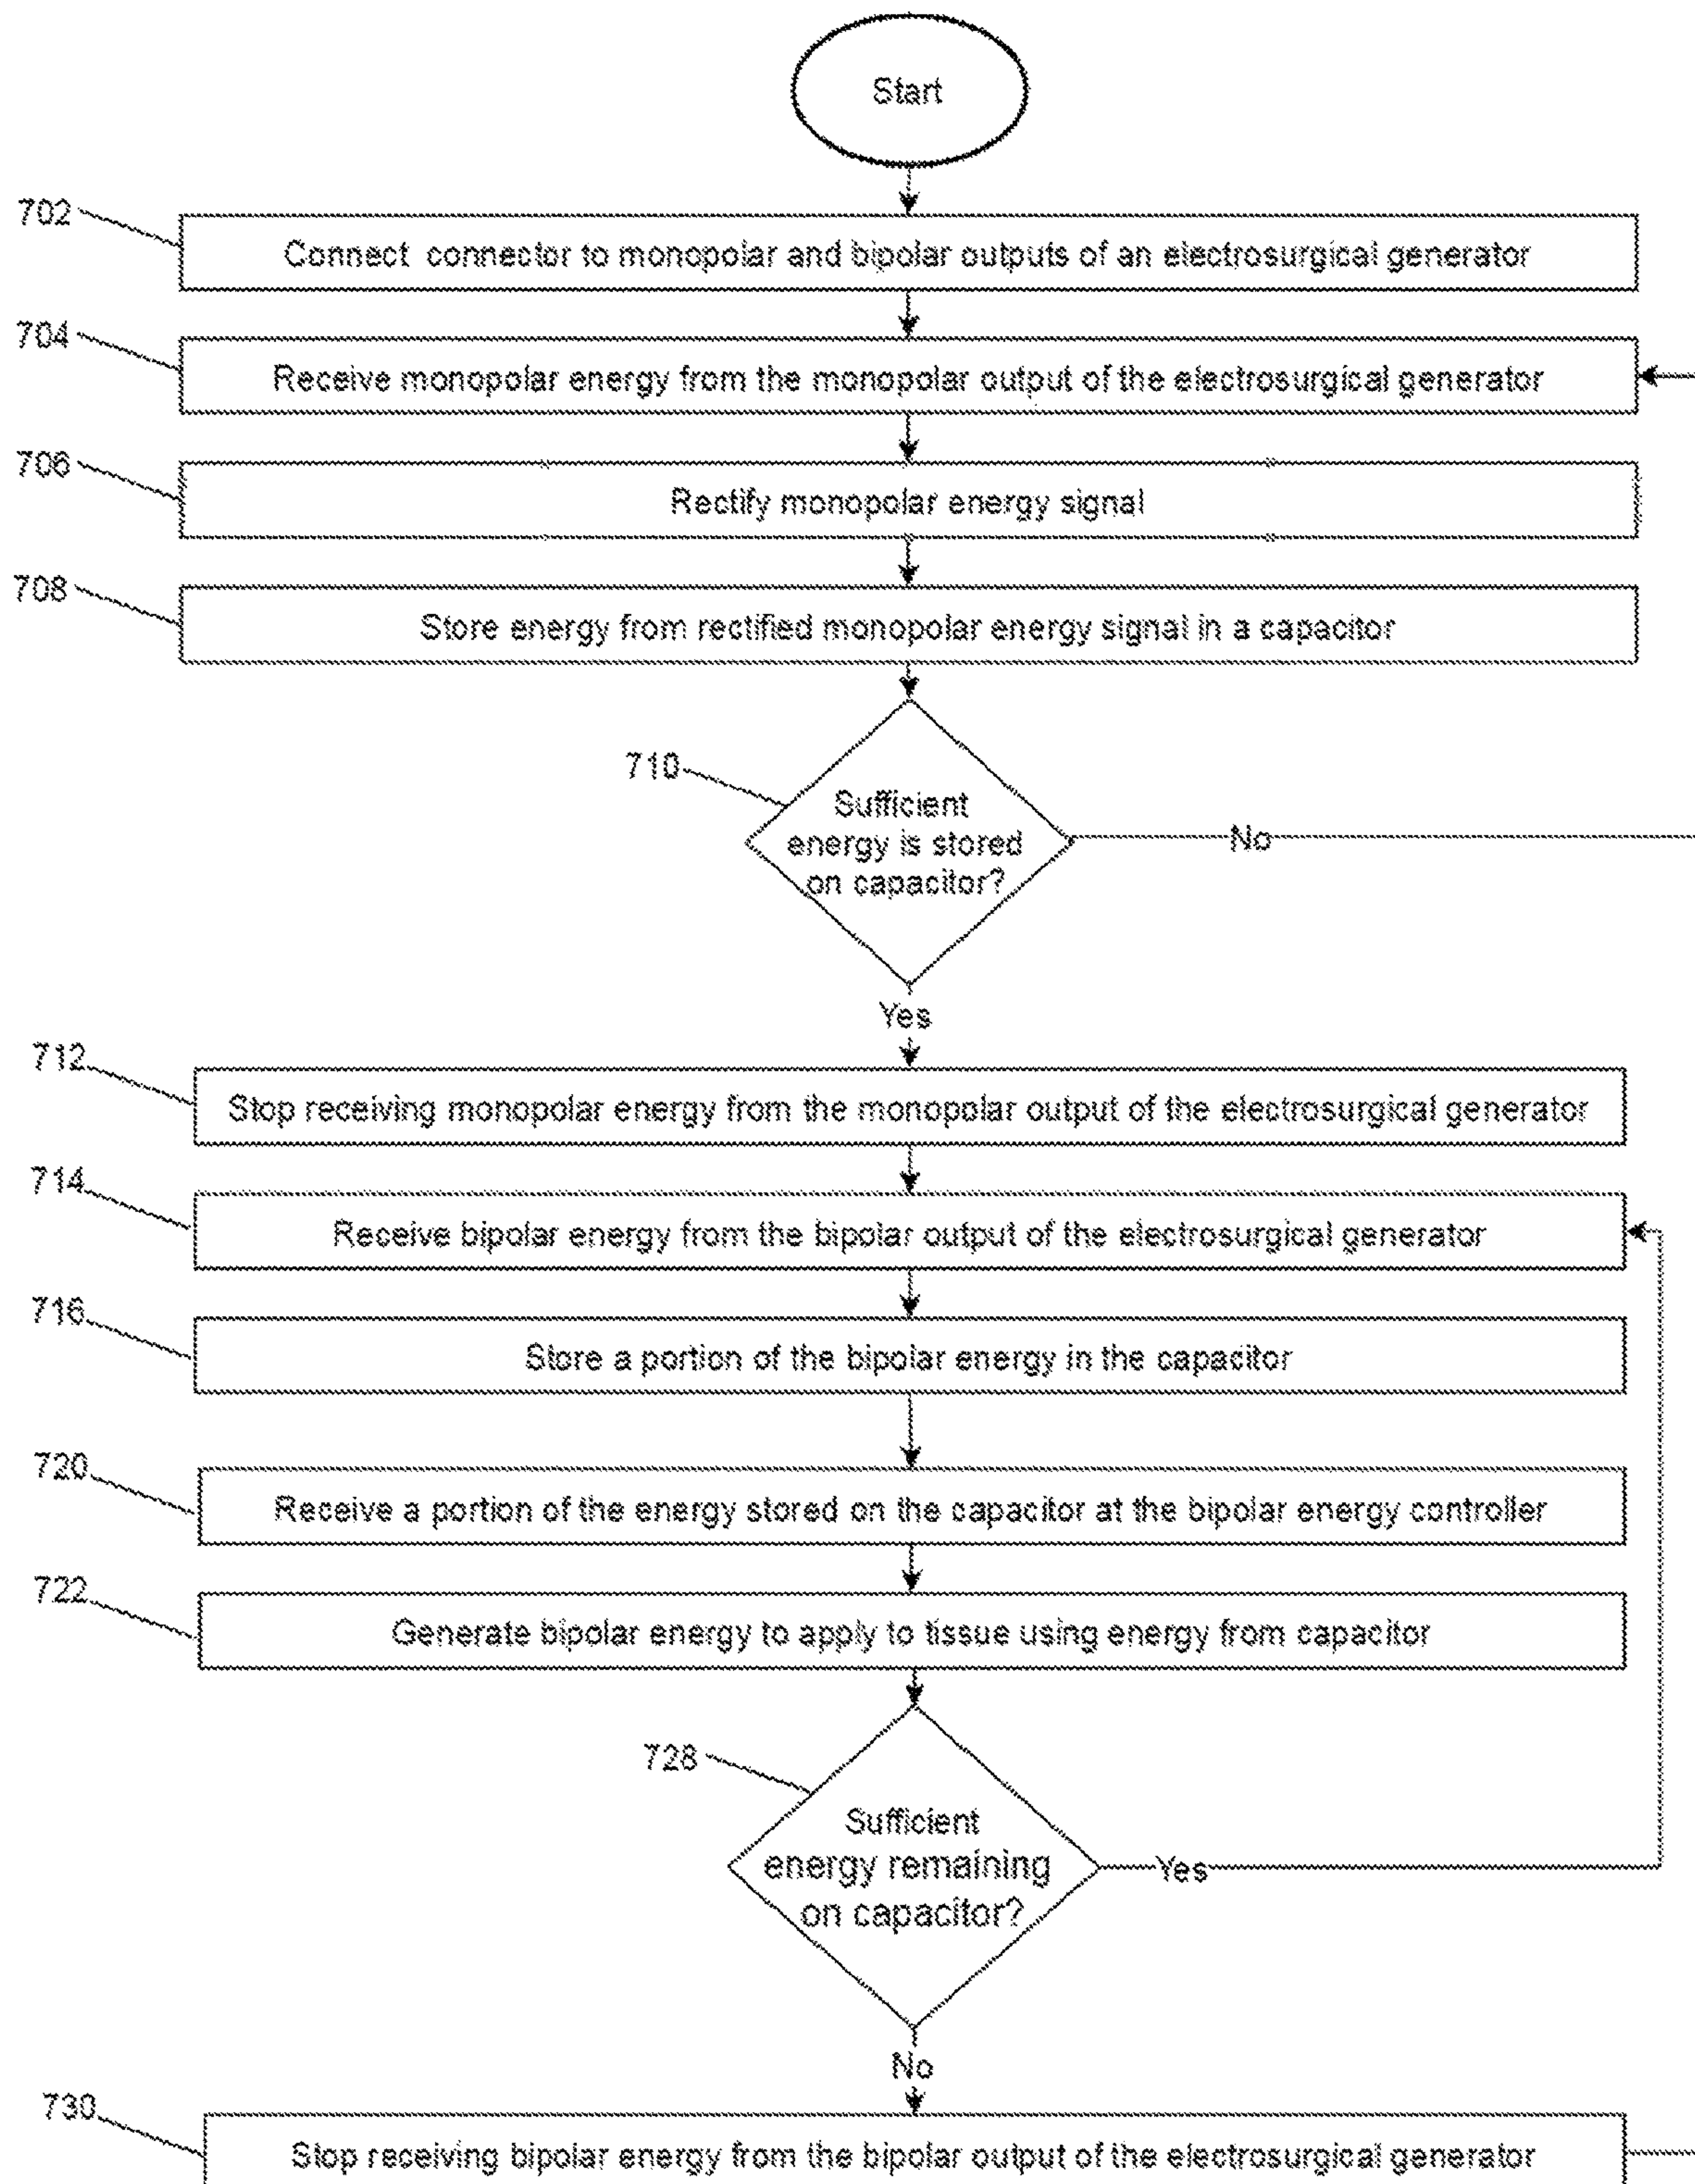 Start
702
Connect connector to monopolar and bipolar outputs of an electrosurgical generator
704
Receive monopolar energy from the monopolar output of the electrosurgical generator
706
Rectify monopolar energy signal
708
Store energy from rectified monopolar energy signal in a capacitor
710
Sufficient
energy is stored
on capacitor?
No
Yes
712
Stop receiving monopolar energy from the monopolar output of the electrosurgical generator
714
Receive bipolar energy from the bipolar output of the electrosurgical generator
716
Store a portion of the bipolar energy in the capacitor
720
Receive a portion of the energy stored on the capacitor at the bipolar energy controller
722
Generate bipolar energy to apply to tissue using energy from capacitor
728
Sufficient
energy remaining
on capacitor?
Yes
No
730
Stop receiving bipolar energy from the bipolar output of the electrosurgical generator